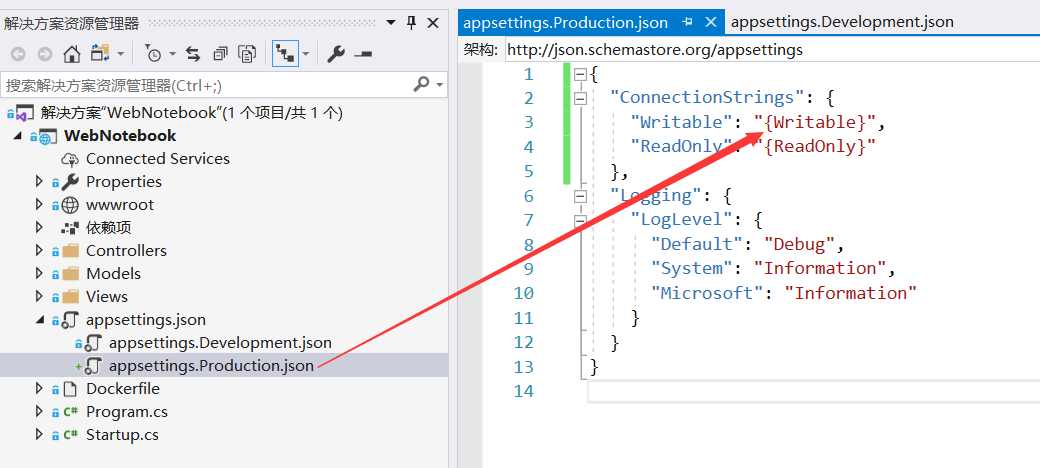 解决方案资源管理器
搜索解决方案资源管理器(Ctrl+;)
解决方案"WebNotebook"(1 个项目/共 1 个)
WebNotebook
Connected Services
Properties
wwwroot
依赖项
Controllers
Models
Views
appsettings.json
appsettings.Development.json
appsettings.Production.json
Dockerfile
C# Program.cs
C# Startup.cs
appsettings.Production.json
appsettings.Development.json
架构: http://json.schemastore.org/appsettings
1 {
2 "ConnectionStrings": {
3 "Writable": "{Writable}",
4 "ReadOnly": "{ReadOnly}"
5 },
6 "Logging": {
7 "LogLevel": {
8 "Default": "Debug",
9 "System": "Information",
10 "Microsoft": "Information"
11 }
12 }
13 }
14